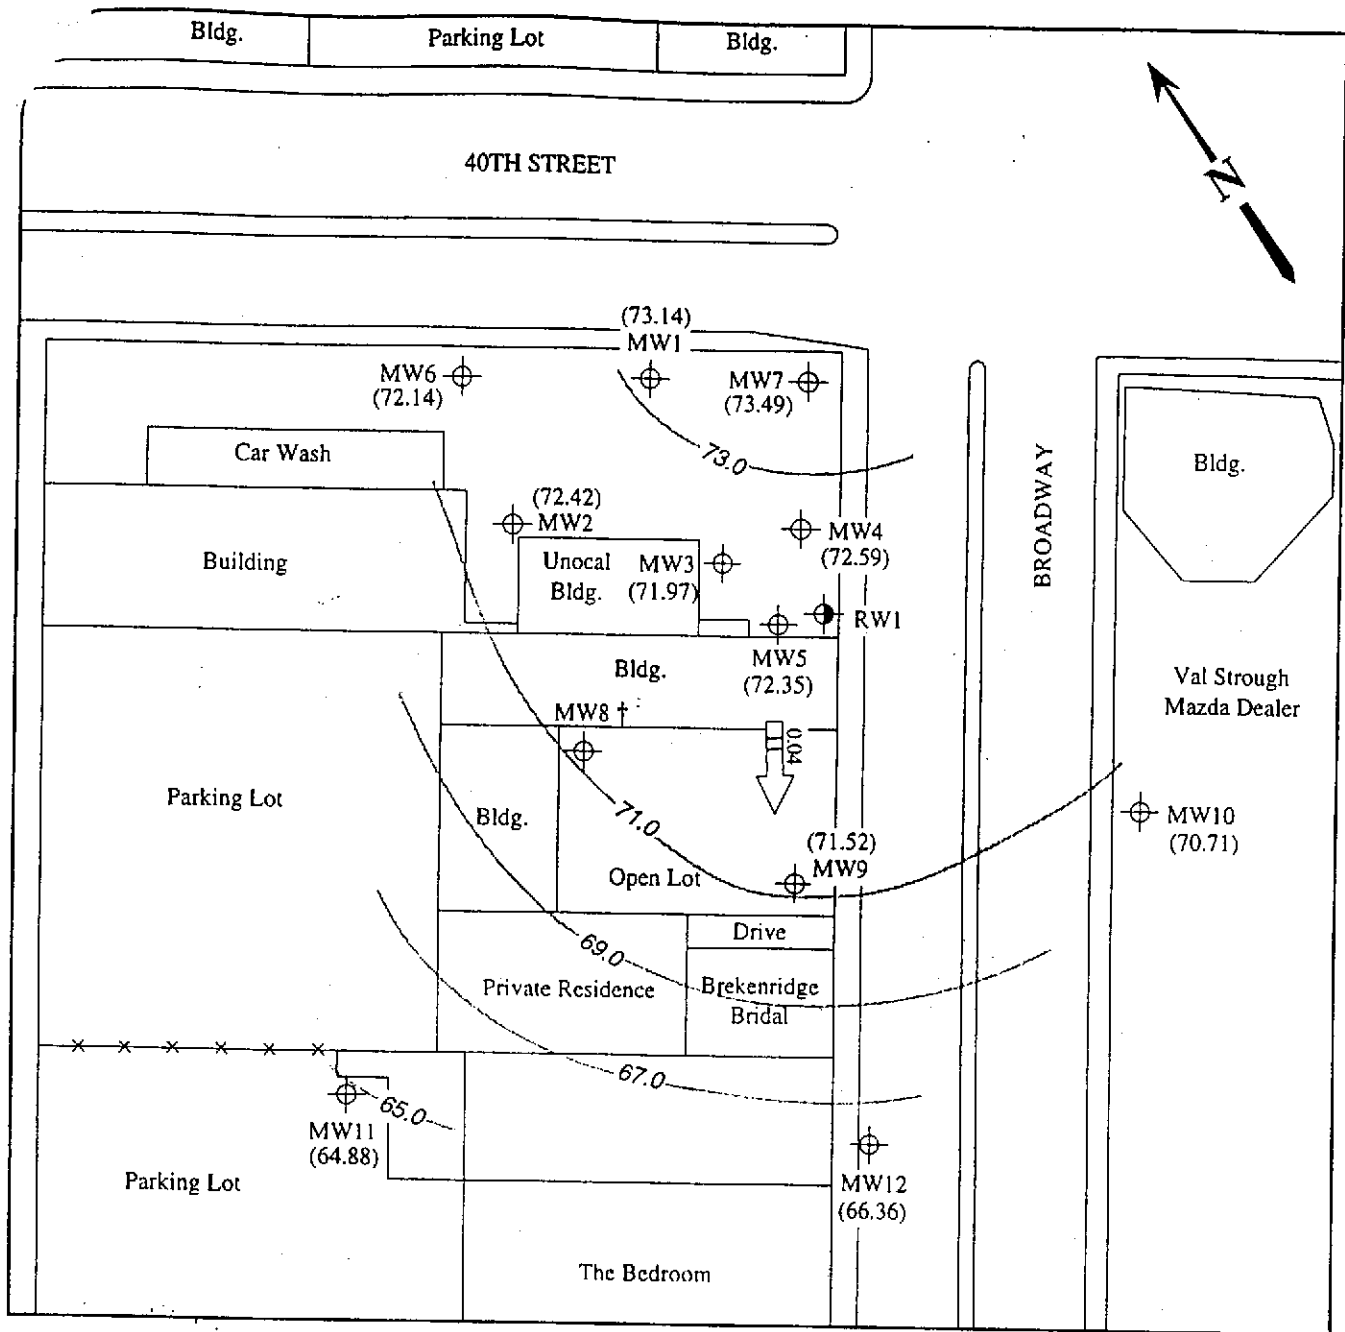 Bldg.
Parking Lot
Bldg.
40TH STREET
N
(73.14)
MW1
MW6
(72.14)
MW7
(73.49)
73.0
Car Wash
BROADWAY
Bldg.
(72.42)
MW2
MW4
(72.59)
Building
Unocal
Bldg.
MW3
(71.97)
RW1
MW5
(72.35)
Bldg.
Val Strough
Mazda Dealer
MW8 †
0.04
Parking Lot
Bldg.
71.0
MW10
(70.71)
(71.52)
MW9
Open Lot
Drive
69.0
Private Residence
Brekenridge
Bridal
67.0
65.0
MW11
(64.88)
Parking Lot
MW12
(66.36)
The Bedroom